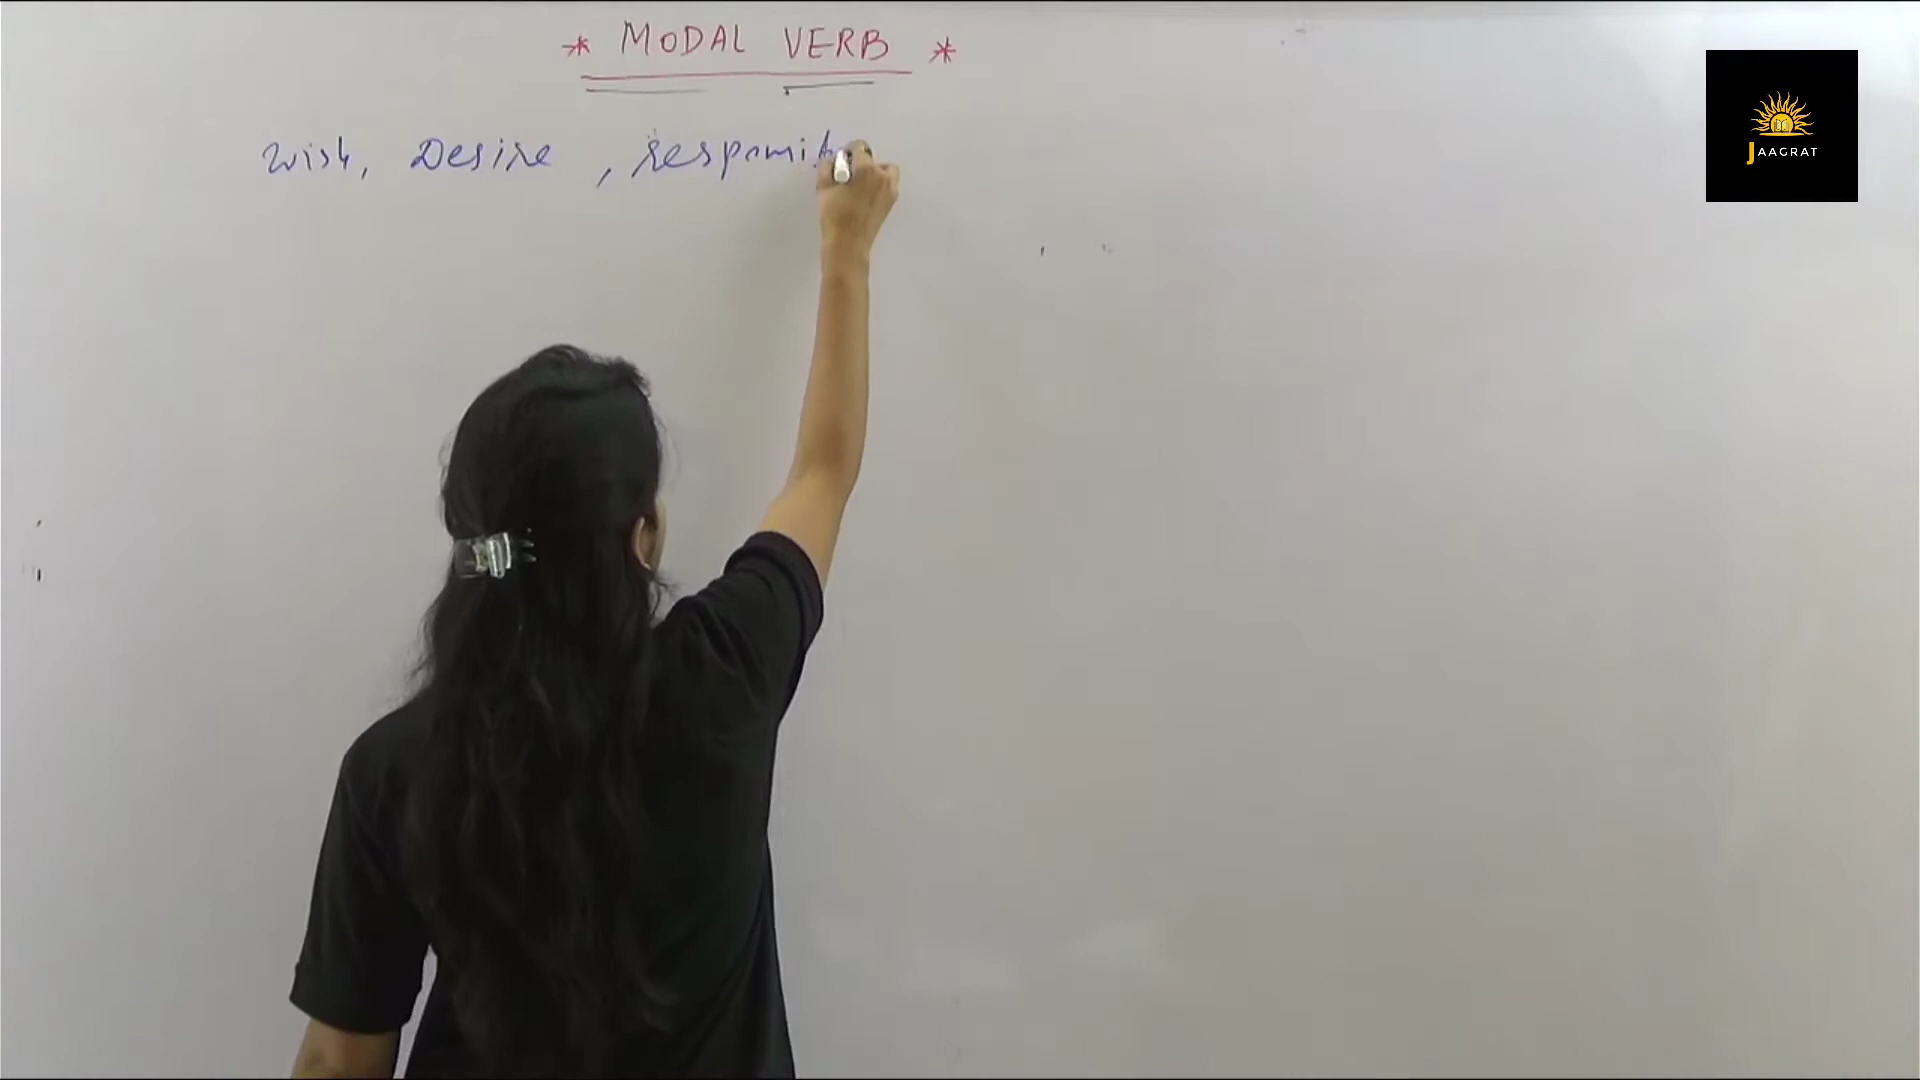 * MODAL VERB *
Wish, Desire,
JAAGRAT